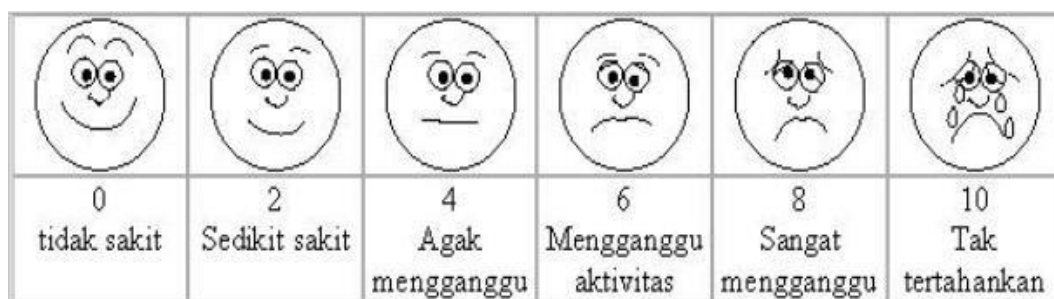 0
tidak sakit
2
Sedikit sakit
4
Agak
mengganggu
6
Mengganggu
aktivitas
8
Sangat
mengganggu
10
Tak
tertahankan